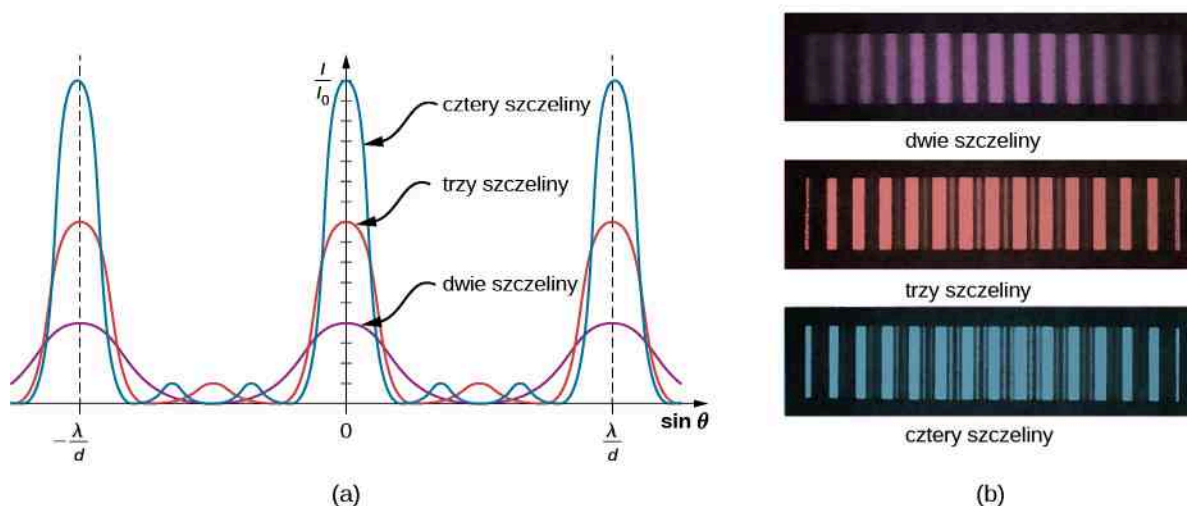 I
I0
cztery szczeliny
trzy szczeliny
dwie szczeliny
sin θ
−λ
d
0
λ
d
(a)
dwie szczeliny
trzy szczeliny
cztery szczeliny
(b)